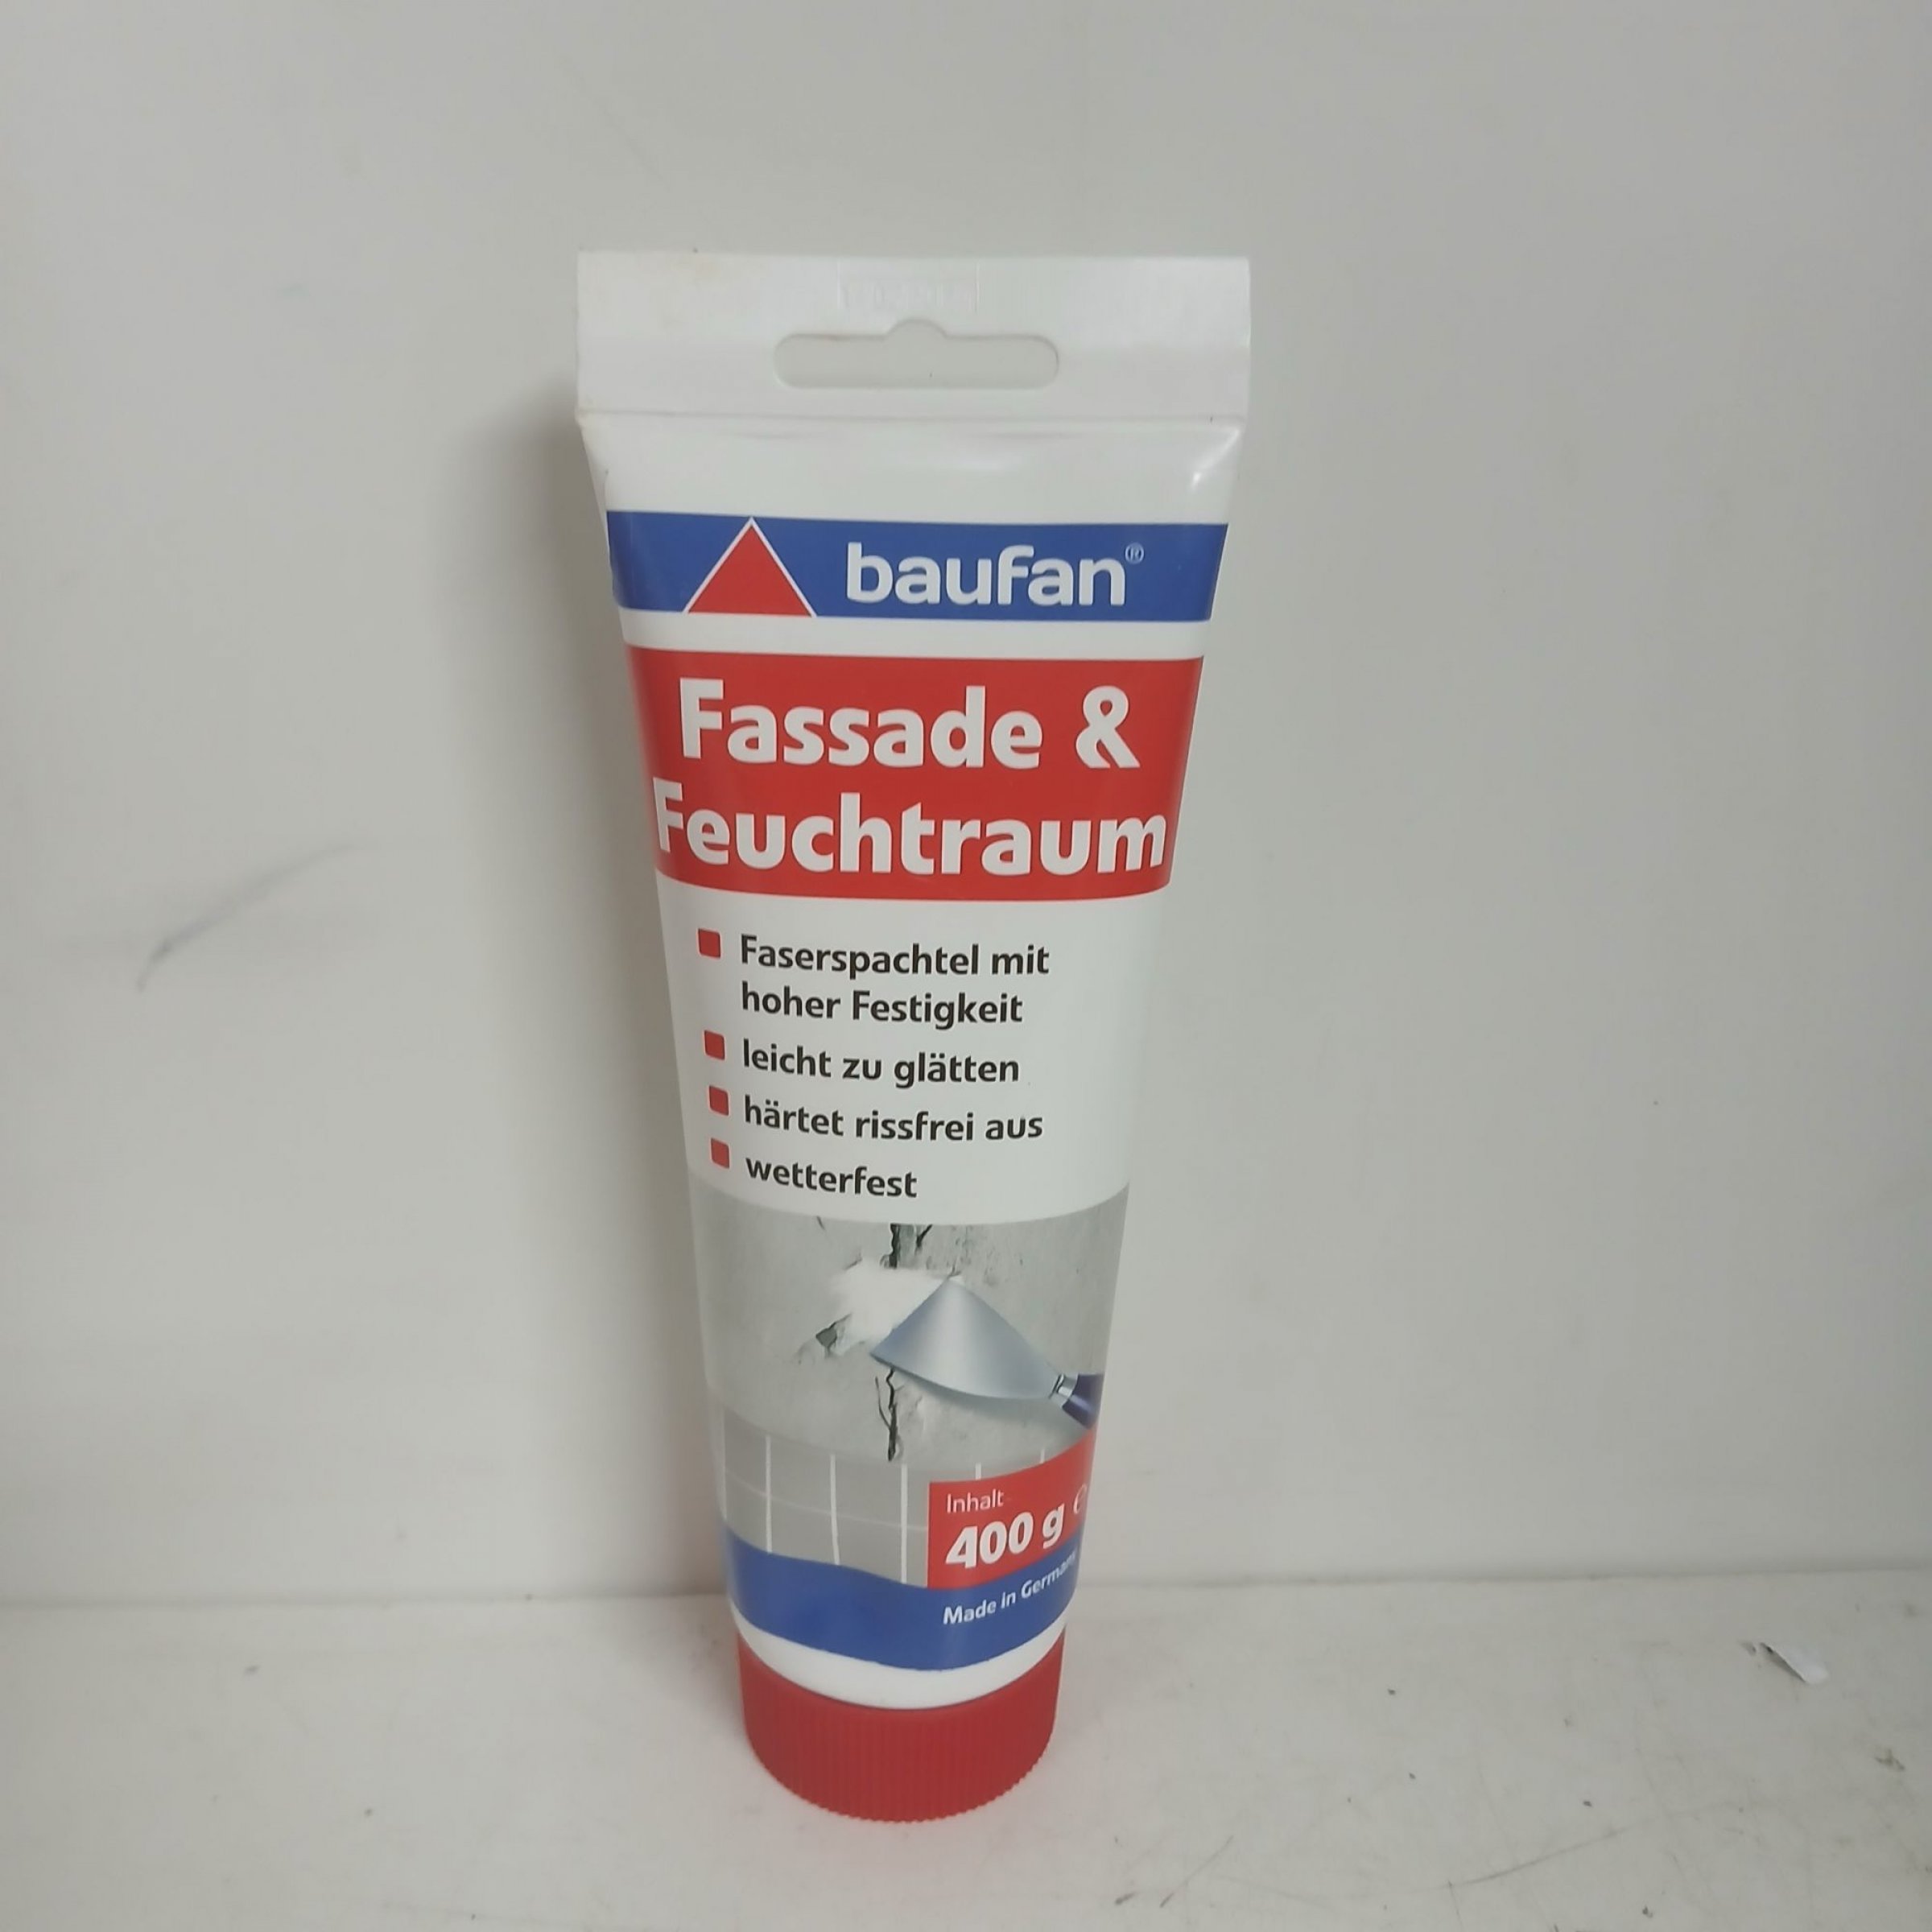 baufan®
Fassade &
Feuchtraum
Faserspachtel mit
hoher Festigkeit
leicht zu glätten
härtet rissfrei aus
wetterfest
Inhalt
400 g e
Made in Germany